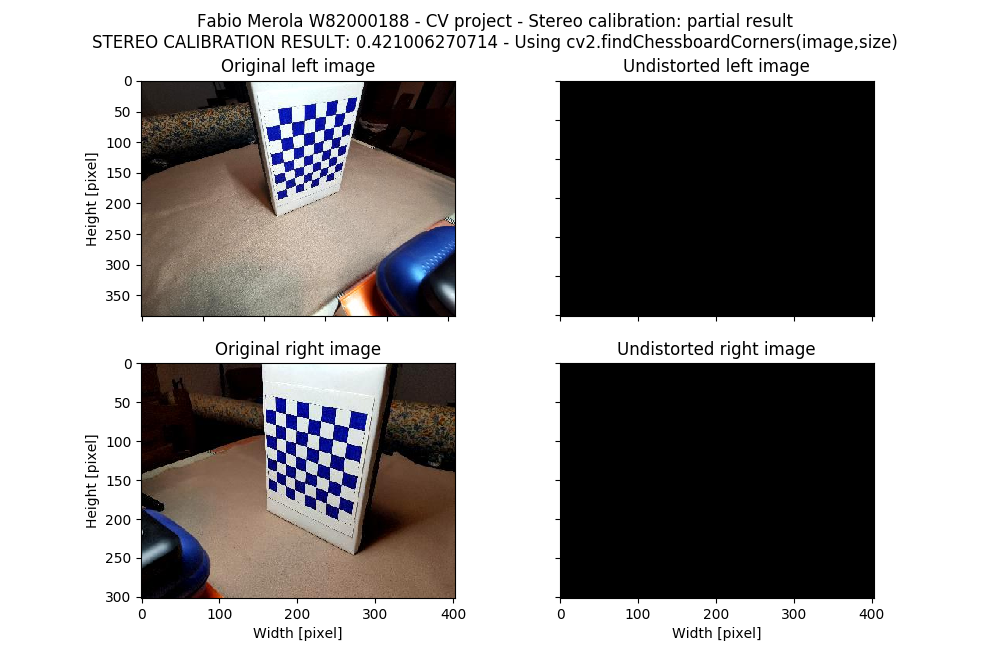 Fabio Merola W82000188 - CV project - Stereo calibration: partial result
STEREO CALIBRATION RESULT: 0.421006270714 - Using cv2.findChessboardCorners(image,size)
Original left image
Undistorted left image
0
50
100
150
200
250
300
350
Height [pixel]
Original right image
Undistorted right image
0
50
100
150
200
250
300
Height [pixel]
0 100 200 300 400
Width [pixel]
0 100 200 300 400
Width [pixel]